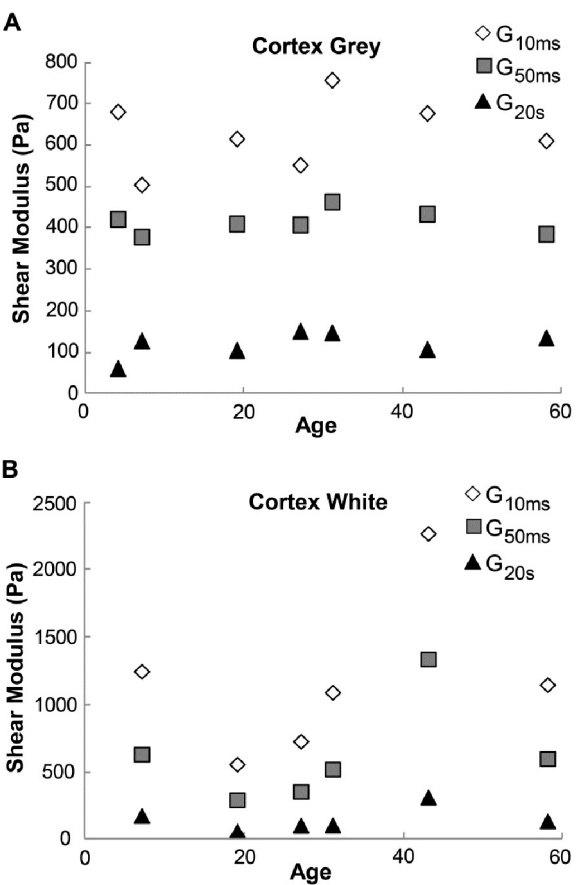 A
Cortex Grey
G10ms
G50ms
G20s
Shear Modulus (Pa)
800
700
600
500
400
300
200
100
0
0 20 40 60
Age
B
Cortex White
G10ms
G50ms
G20s
Shear Modulus (Pa)
2500
2000
1500
1000
500
0
0 20 40 60
Age